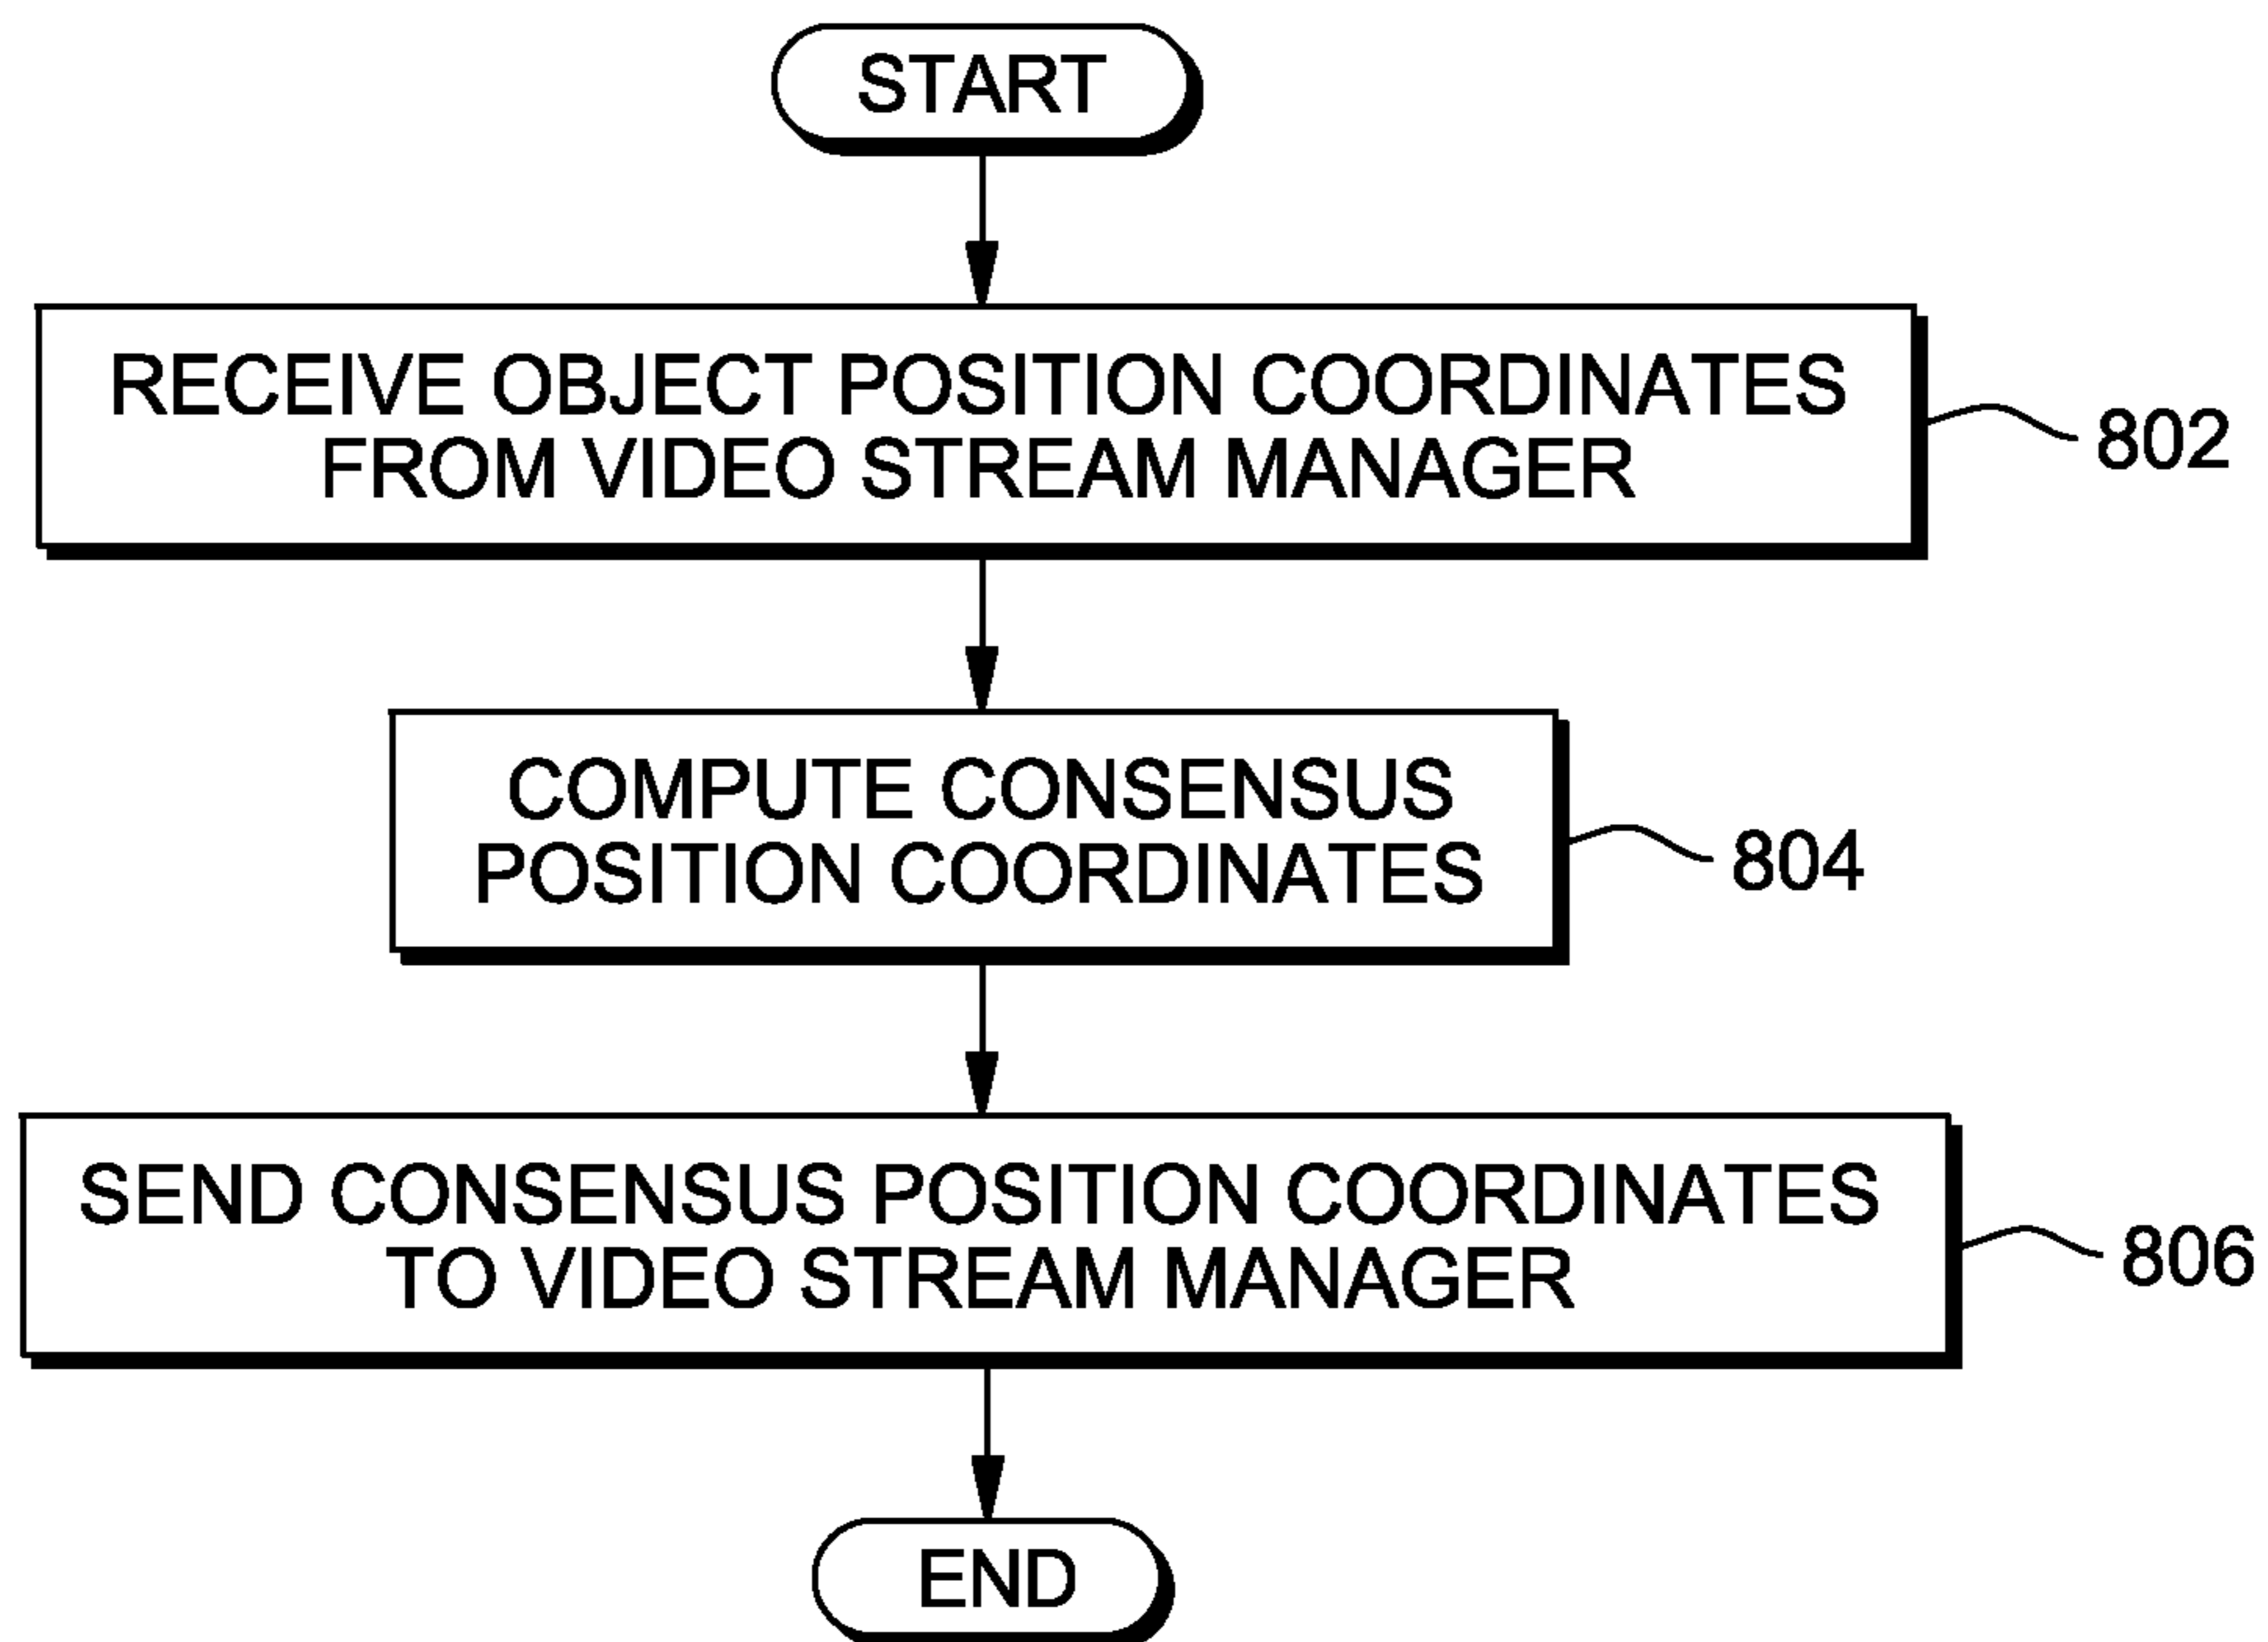 START
RECEIVE OBJECT POSITION COORDINATES
FROM VIDEO STREAM MANAGER
802
COMPUTE CONSENSUS
POSITION COORDINATES
804
SEND CONSENSUS POSITION COORDINATES
TO VIDEO STREAM MANAGER
806
END